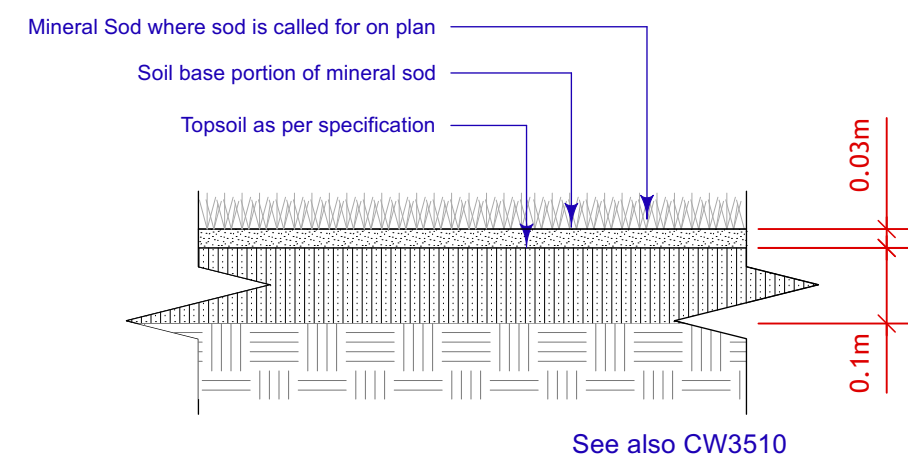 Mineral Sod where sod is called for on plan
Soil base portion of mineral sod
Topsoil as per specification
0.03m
0.1m
See also CW3510